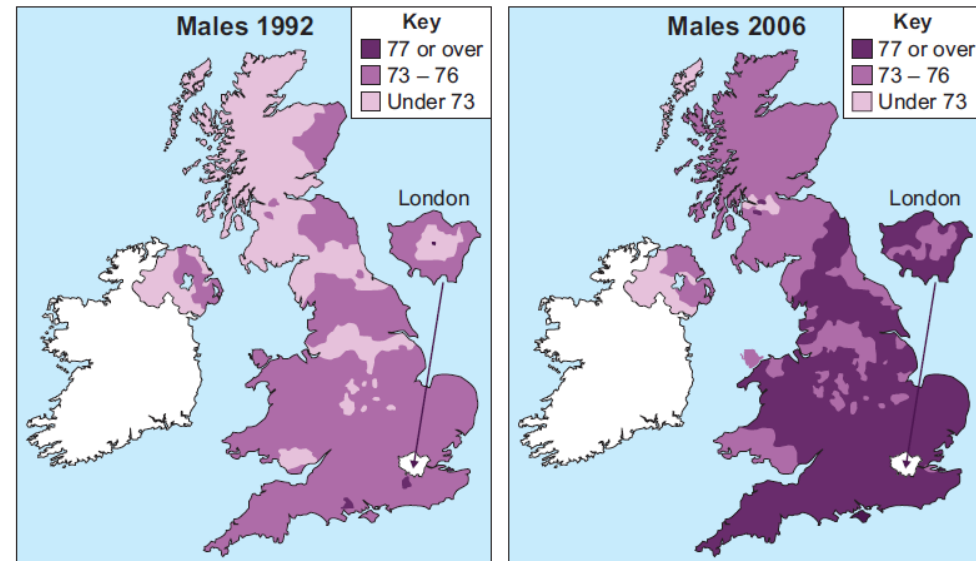 Males 1992
Key
77 or over
73 – 76
Under 73
London
Males 2006
Key
77 or over
73 – 76
Under 73
London